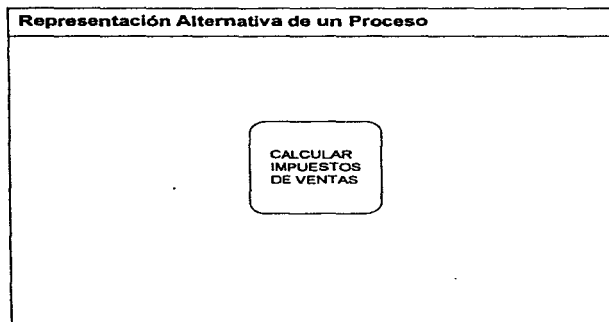 Representación Alternativa de un Proceso
CALCULAR
IMPUESTOS
DE VENTAS